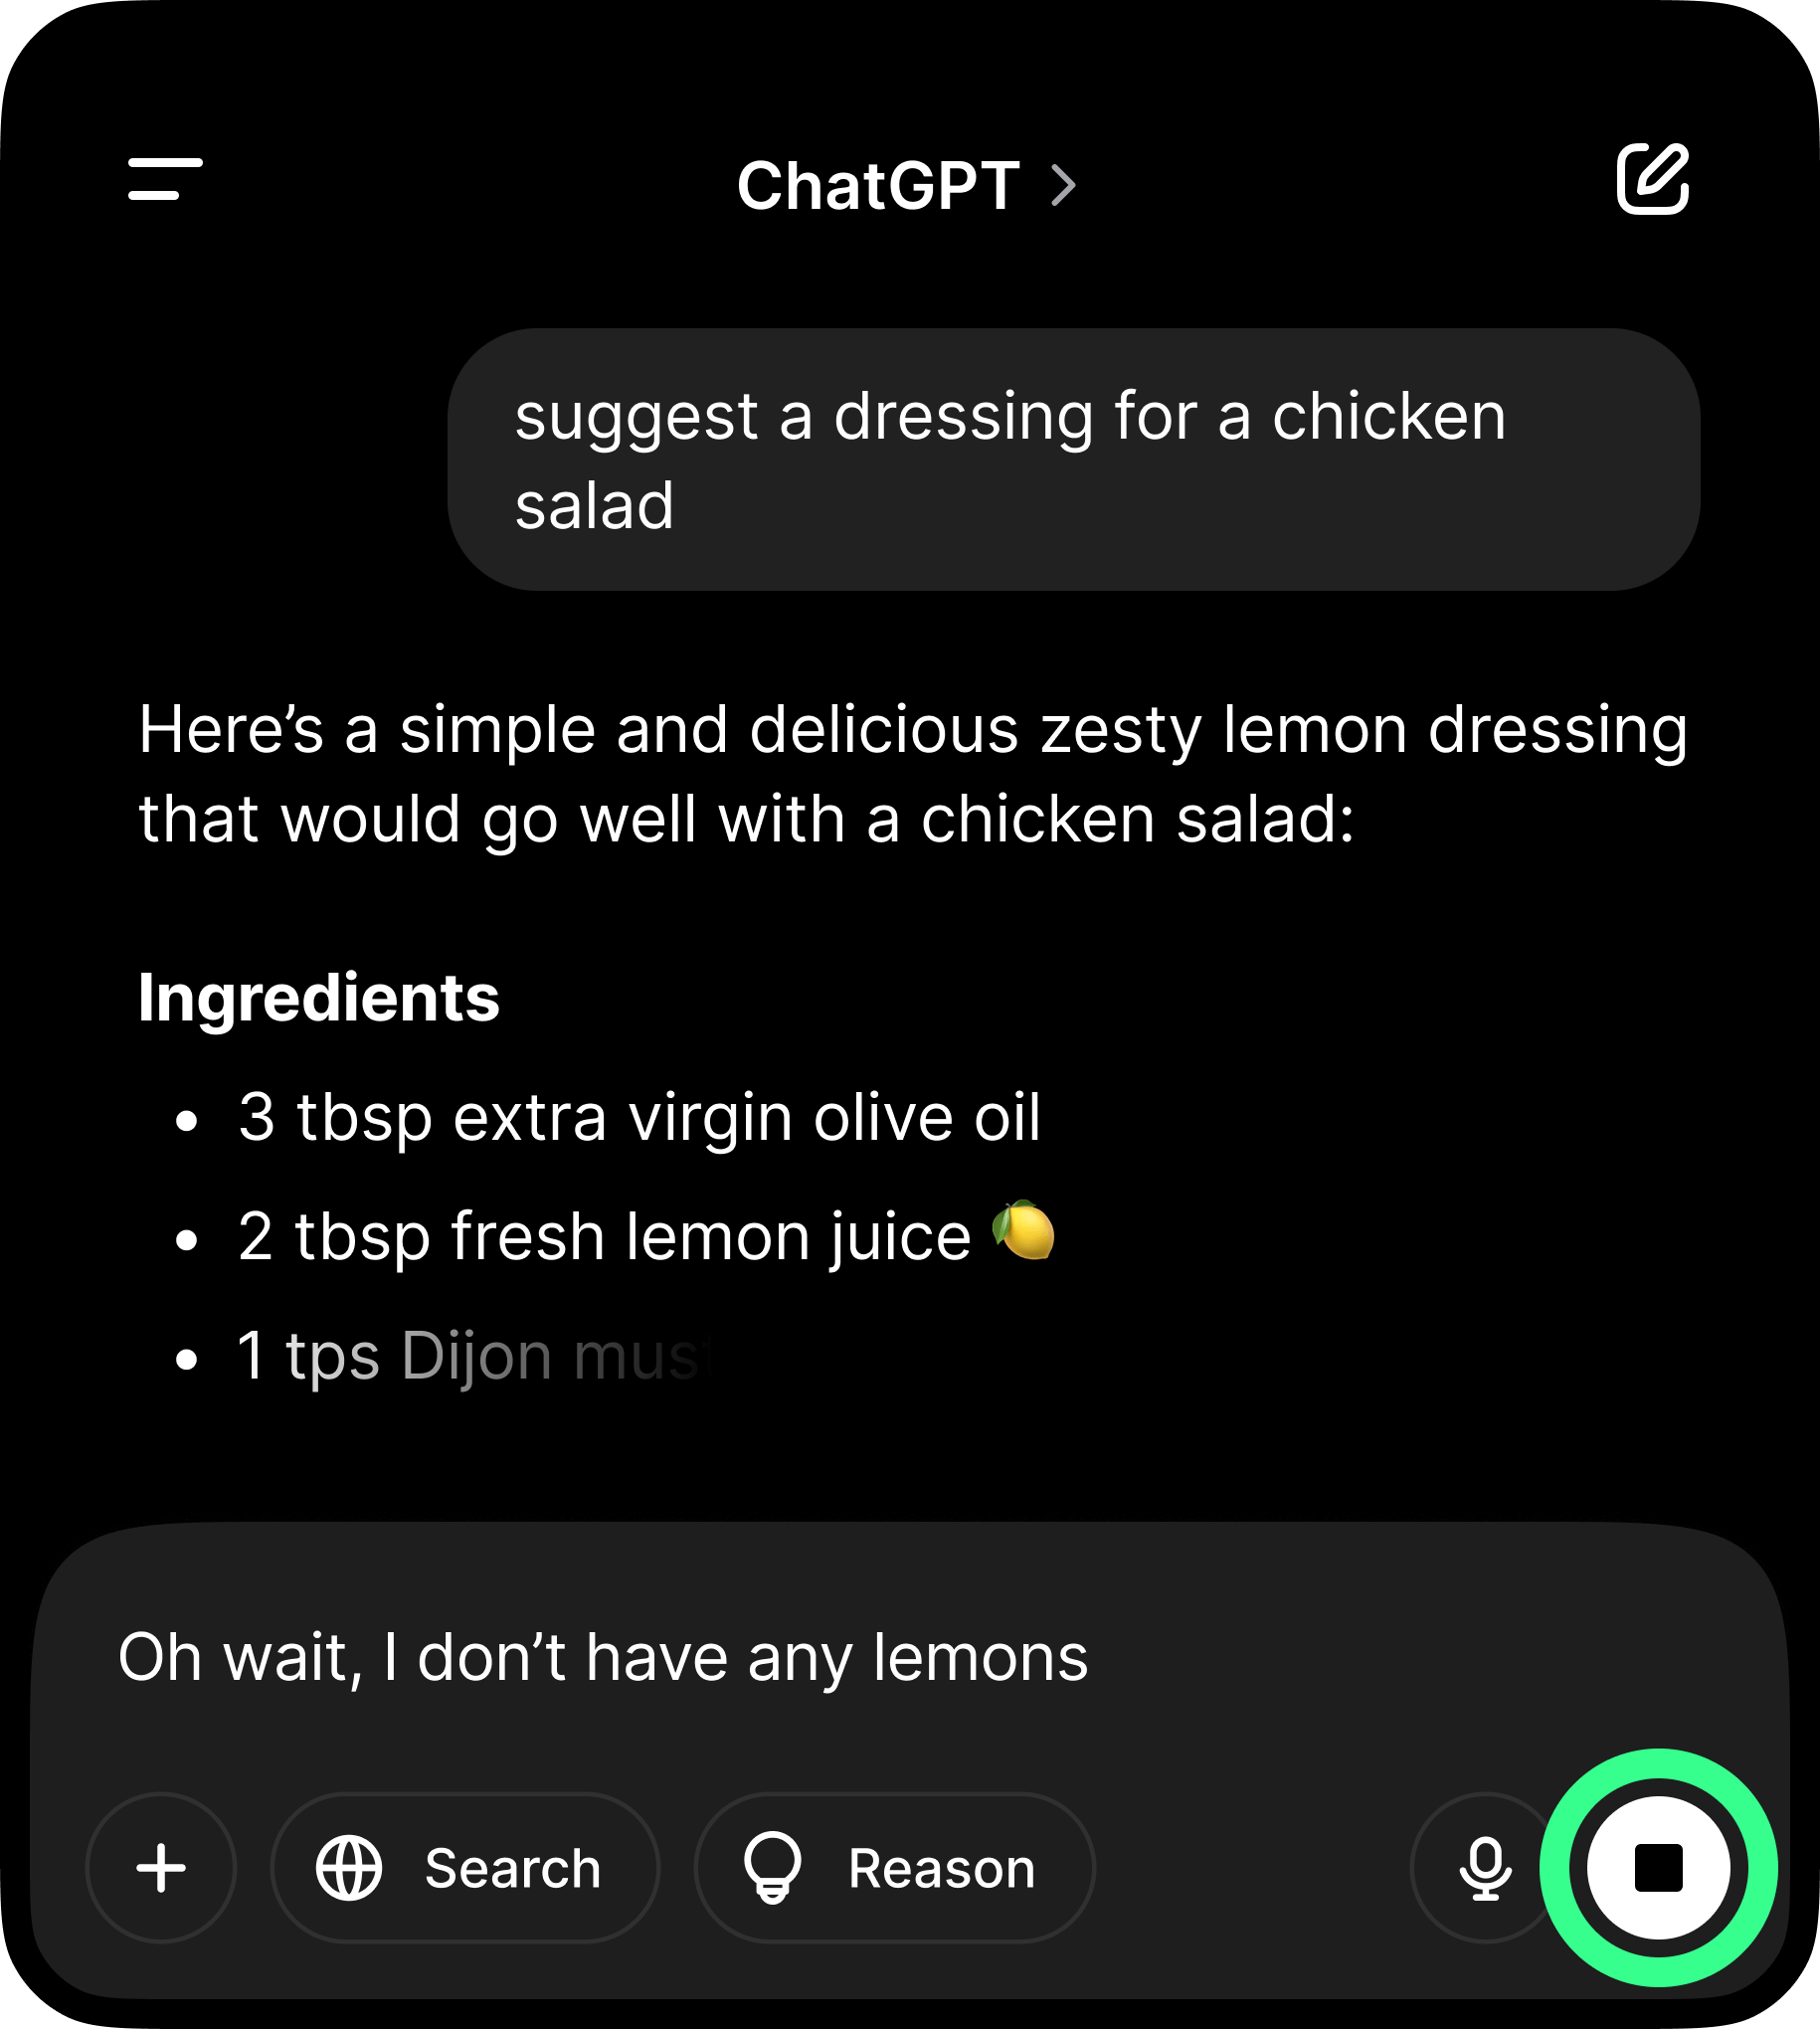 ChatGPT
suggest a dressing for a chicken
salad
Here’s a simple and delicious zesty lemon dressing
that would go well with a chicken salad:
Ingredients
• 3 tbsp extra virgin olive oil
• 2 tbsp fresh lemon juice 🍋
• 1 tps Dijon must
Oh wait, I don’t have any lemons
Search
Reason